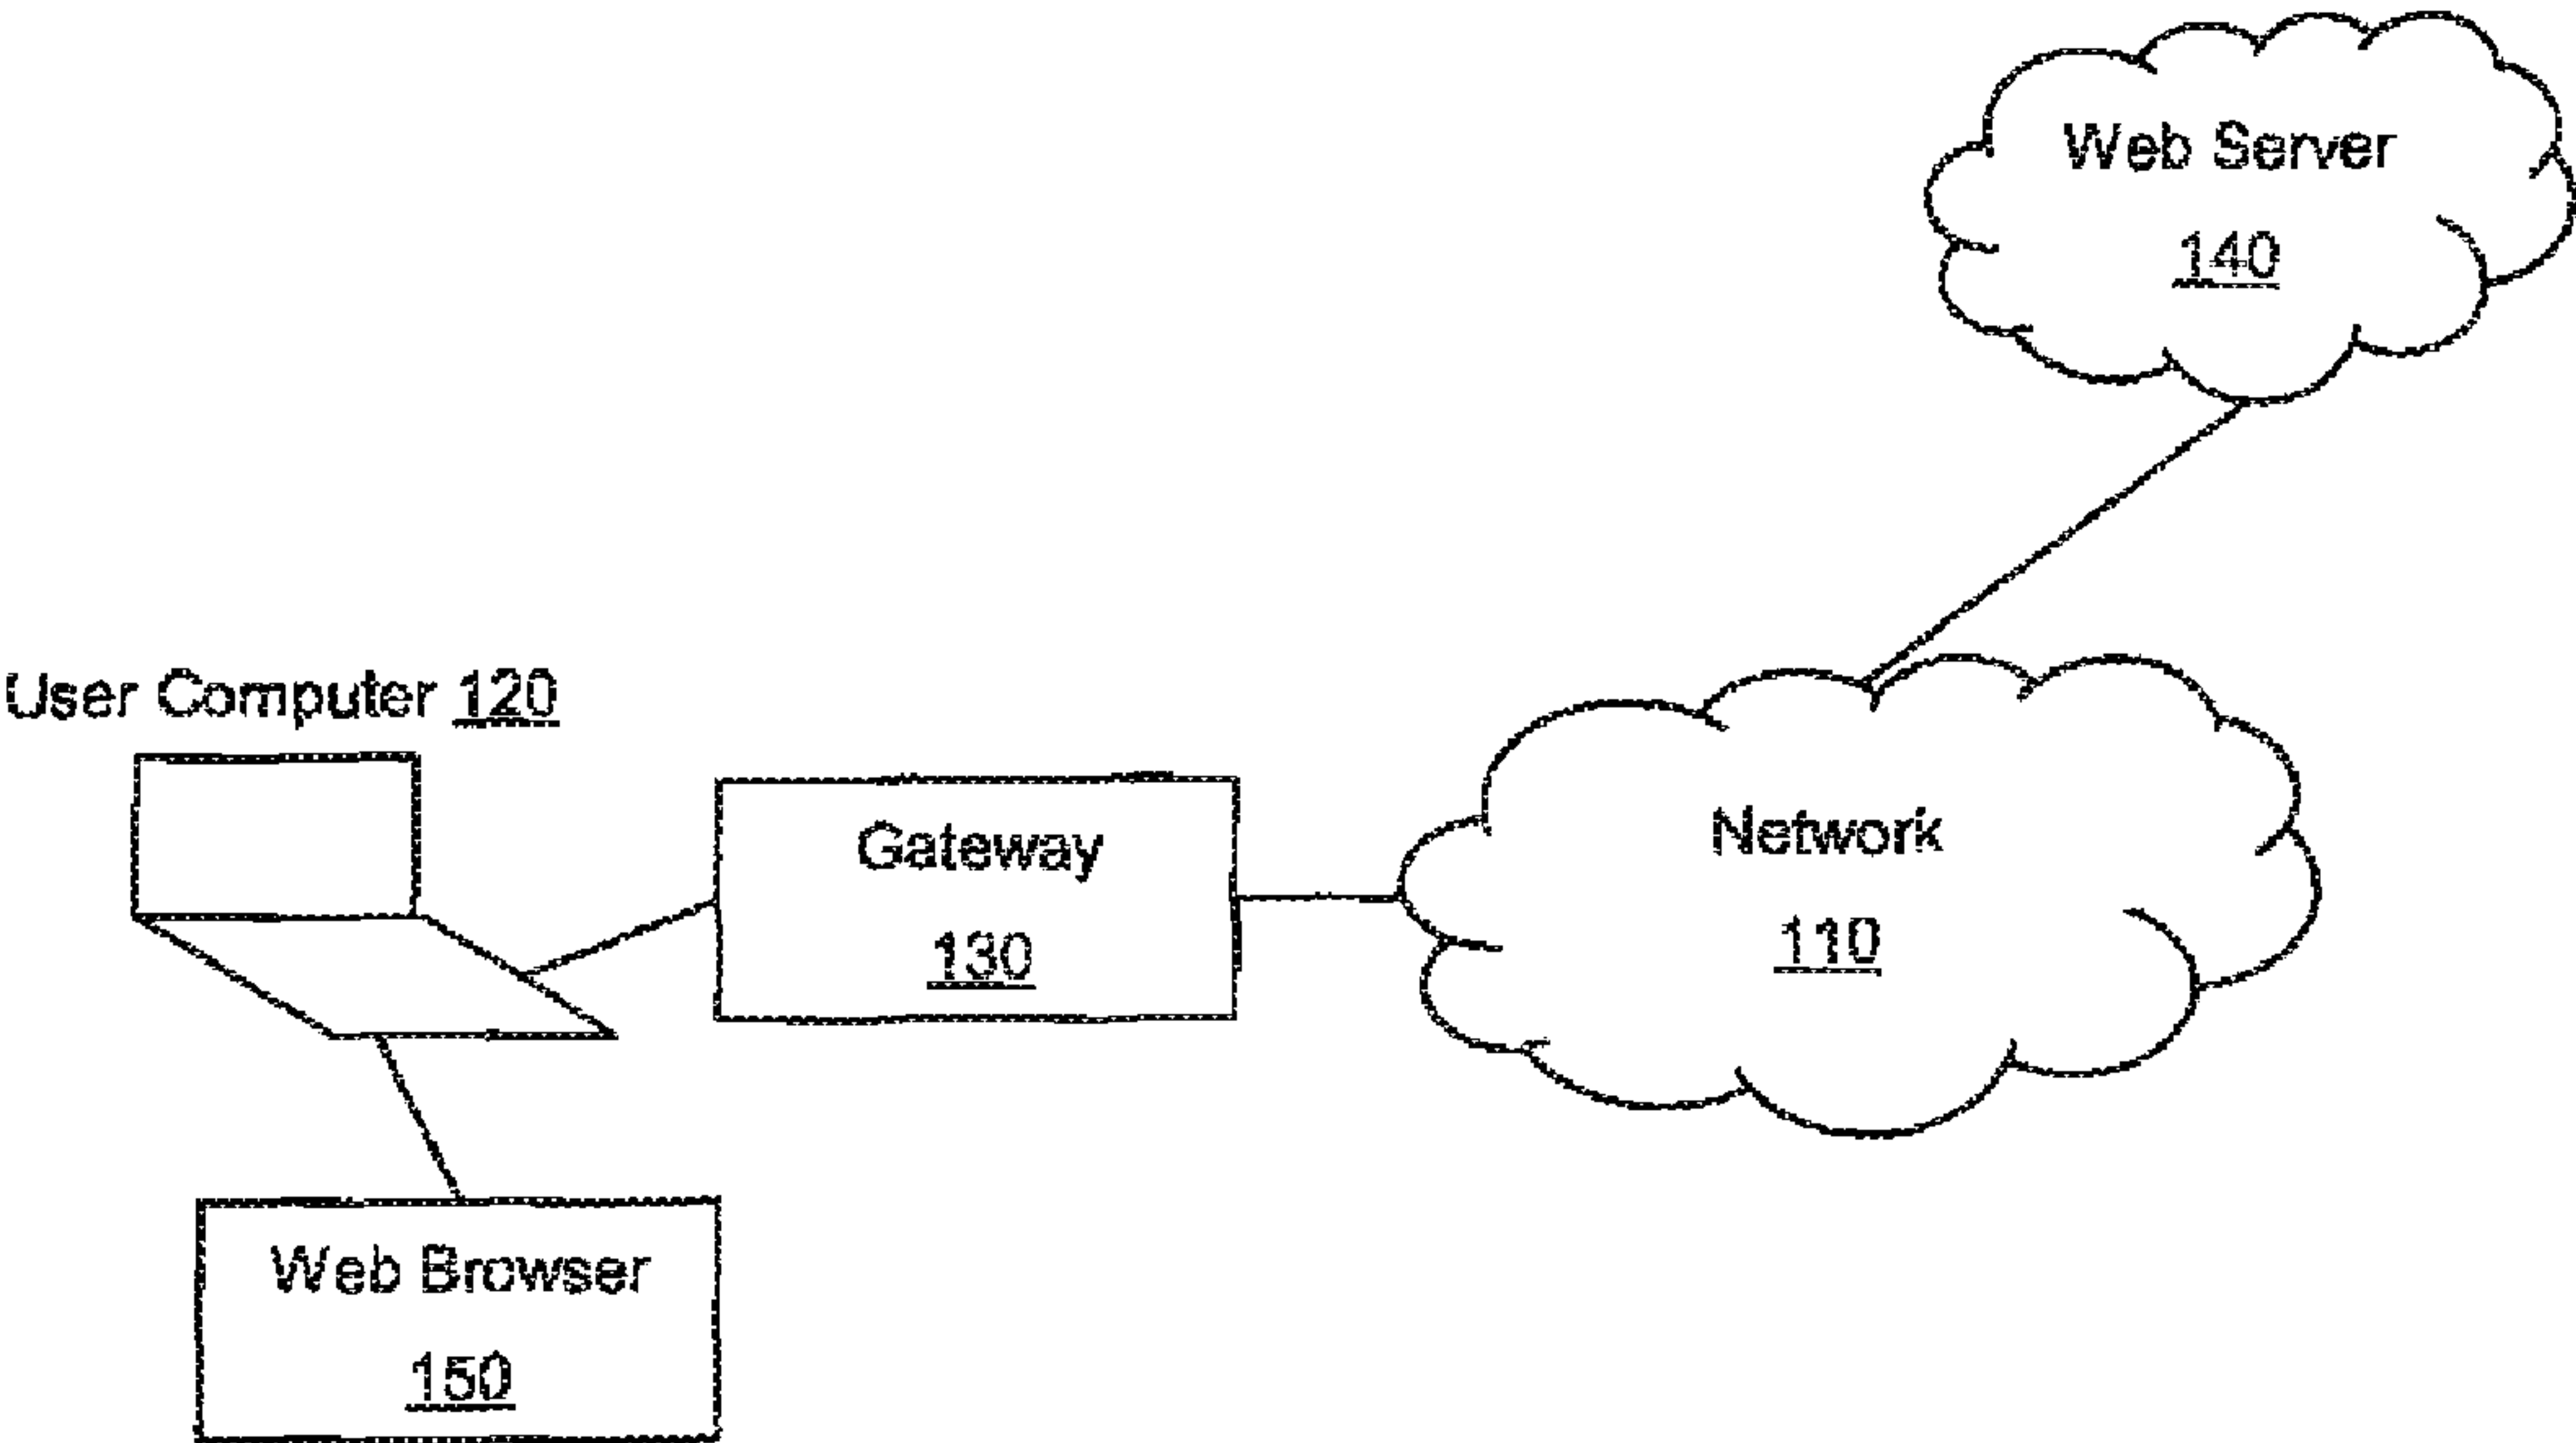 Web Server
140
User Computer 120
Gateway
130
Network
110
Web Browser
150